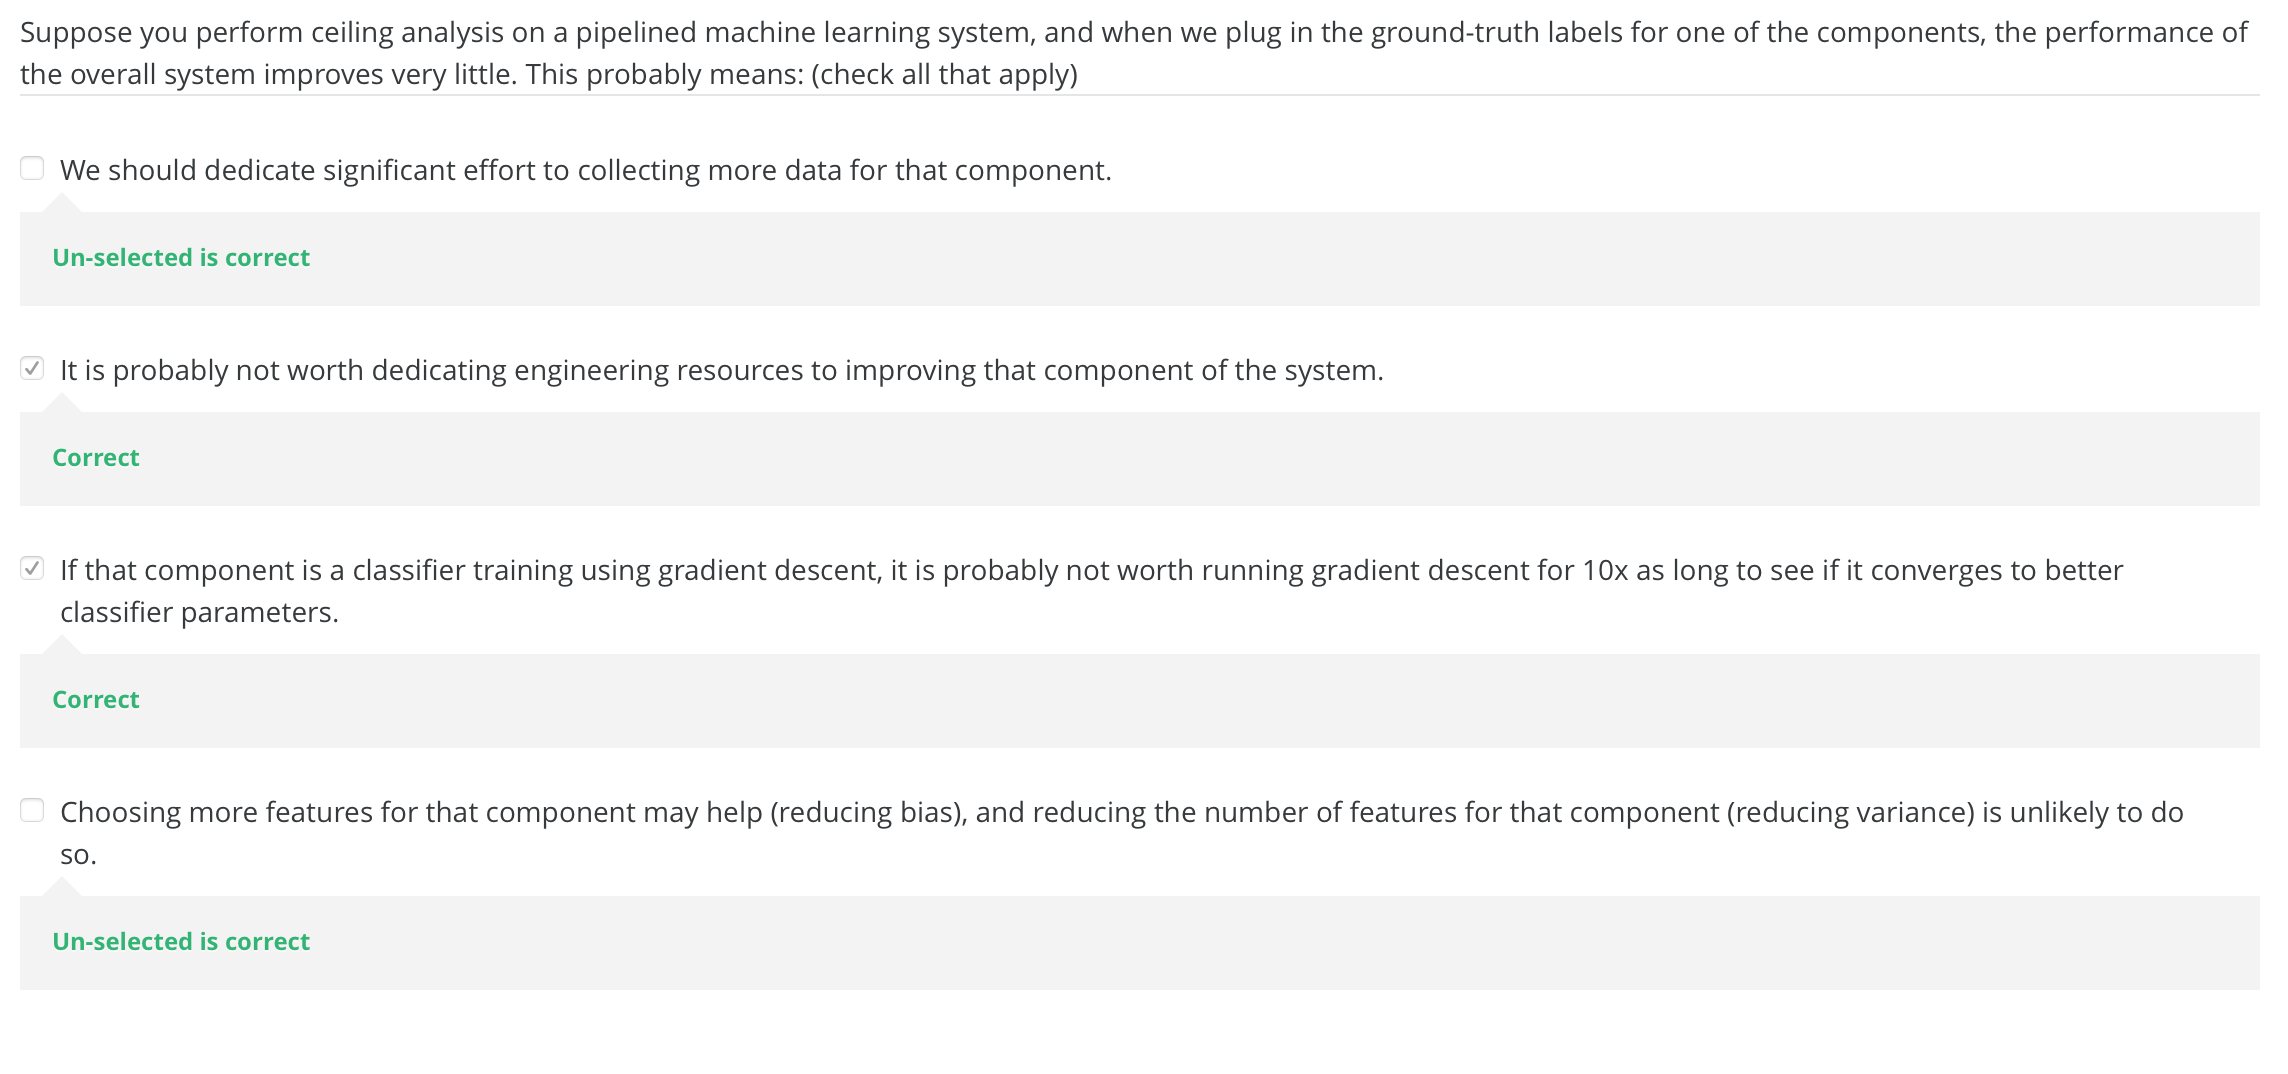 Suppose you perform ceiling analysis on a pipelined machine learning system, and when we plug in the ground-truth labels for one of the components, the performance of
the overall system improves very little. This probably means: (check all that apply)
We should dedicate significant effort to collecting more data for that component.
Un-selected is correct
It is probably not worth dedicating engineering resources to improving that component of the system.
Correct
If that component is a classifier training using gradient descent, it is probably not worth running gradient descent for 10x as long to see if it converges to better
classifier parameters.
Correct
Choosing more features for that component may help (reducing bias), and reducing the number of features for that component (reducing variance) is unlikely to do
so.
Un-selected is correct